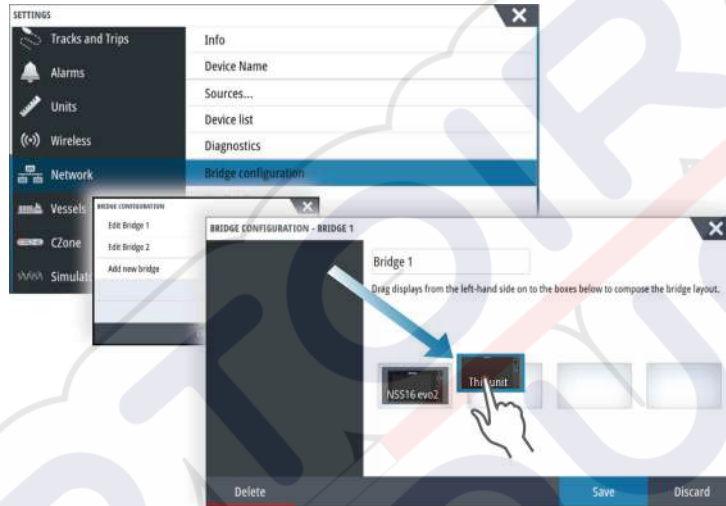 SETTINGS
Tracks and Trips
Alarms
Units
Wireless
Network
Vessels
CZone
Info
Device Name
Sources...
Device list
Diagnostics
Bridge configuration
BRIDGE CONFIGURATION
Edit Bridge 1
Edit Bridge 2
Add new bridge
BRIDGE CONFIGURATION - BRIDGE 1
Bridge 1
Drag displays from the left-hand side on to the boxes below to compose the bridge layout.
NSS16 evo2
unit
Delete
Save
Discard